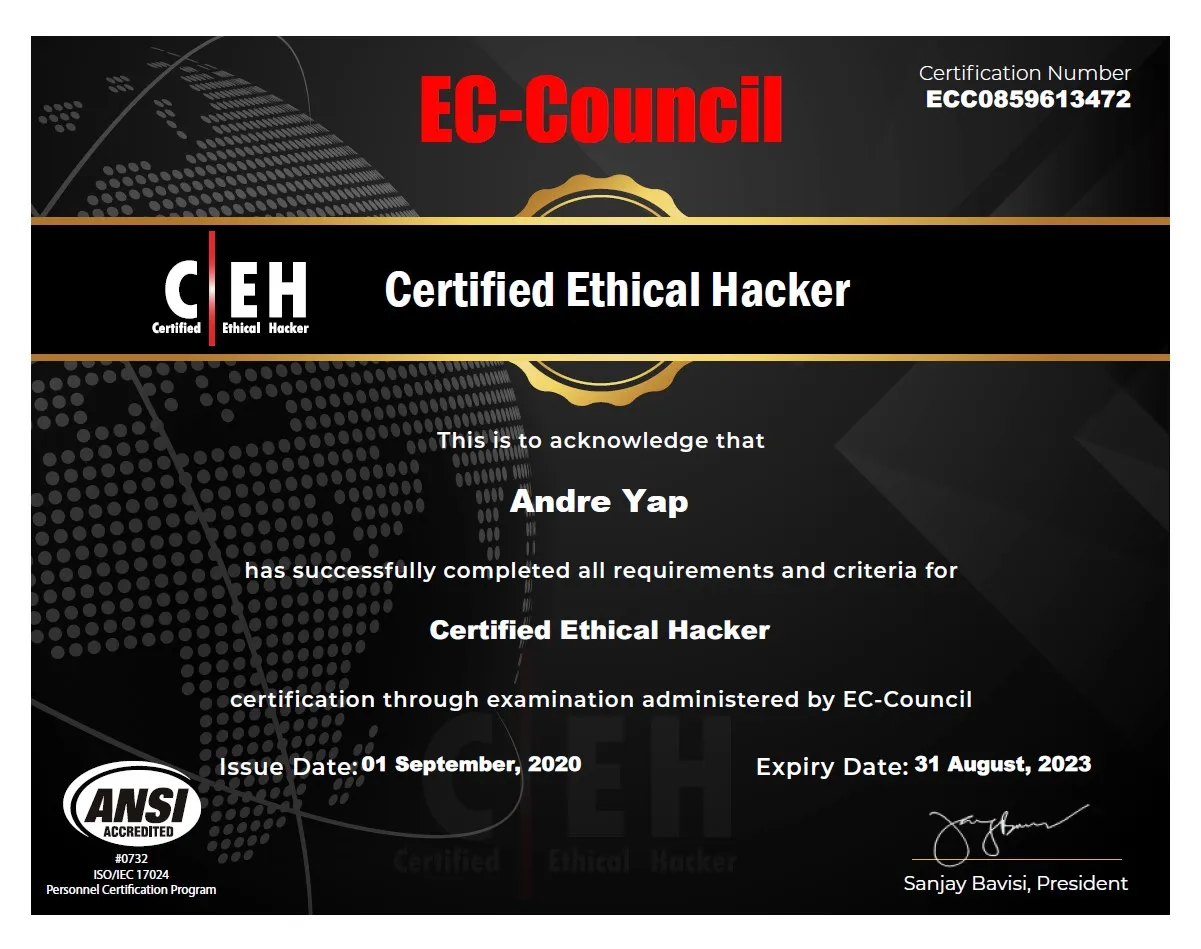 EC-Council
Certification Number
ECC0859613472
C EH
Certified Ethical Hacker
Certified Ethical Hacker
This is to acknowledge that
Andre Yap
has successfully completed all requirements and criteria for
Certified Ethical Hacker
certification through examination administered by EC-Council
C EH
Certified Ethical Hacker
Issue Date: 01 September, 2020
Expiry Date: 31 August, 2023
ANSI
ACCREDITED
#0732
ISO/IEC 17024
Personnel Certification Program
Sanjay Bavisi, President